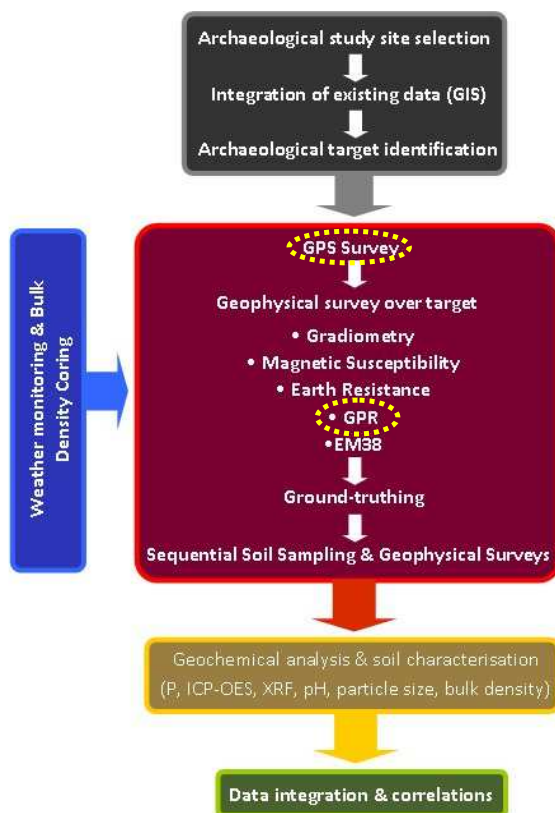 Archaeological study site selection
Integration of existing data (GIS)
Archaeological target identification
Weather monitoring & Bulk
Density Coring
GPS Survey
Geophysical survey over target
• Gradiometry
• Magnetic Susceptibility
• Earth Resistance
• GPR
•EM38
Ground-truthing
Sequential Soil Sampling & Geophysical Surveys
Geochemical analysis & soil characterisation
(P, ICP-OES, XRF, pH, particle size, bulk density)
Data integration & correlations